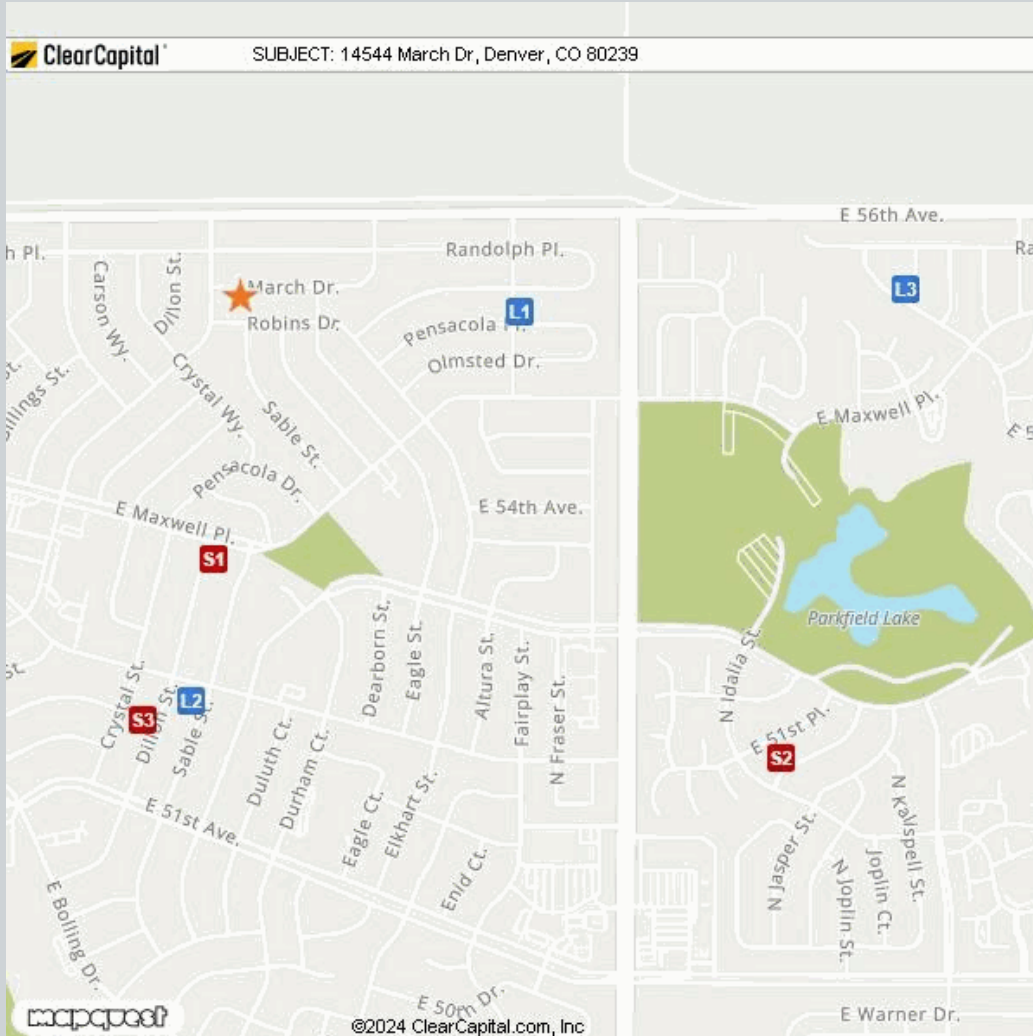 ClearCapital
SUBJECT: 14544 March Dr, Denver, CO 80239
E 56th Ave.
h Pl.
Randolph Pl.
Ra
Carson Wy.
Dillon St.
March Dr.
L1
L3
Robins Dr.
Pensacola Pl.
Olmsted Dr.
St.
illings St.
Crystal Wy.
Sable St.
E Maxwell Pl.
E 5
Pensacola Dr.
E 54th Ave.
E Maxwell Pl.
S1
Parkfield Lake
St.
Crystal St.
Dillon St.
Sable St.
L2
S3
Duluth Ct.
Durham Ct.
Dearborn St.
Eagle St.
Altura St.
Fairplay St.
N Fraser St.
N Idalia St.
E 51st Pl.
S2
E 51st Ave.
Eagle Ct.
Elkhart St.
Enid Ct.
N Jasper St.
N Joplin St.
Joplin Ct.
N Kalispell St.
E Bolling Dr.
E 50th Dr.
E Warner Dr.
mapquest
©2024 ClearCapital.com, Inc